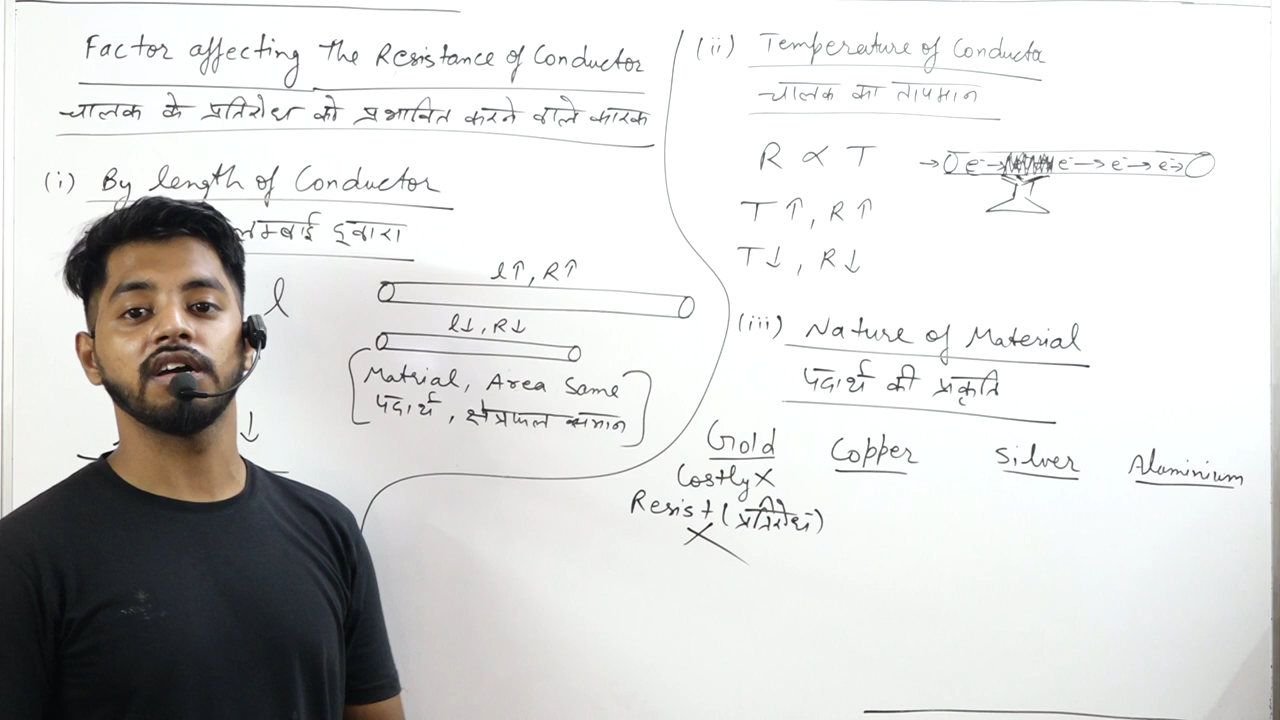 Factor affecting The Resistance of Conductor
चालक के प्रतिरोध को प्रभावित करने वाले कारक
(i) By length of Conductor
लम्बाई द्वारा
l
l↑, R↑
l↓, R↓
Matrial, Area Same
पदार्थ, क्षेत्रफल समान
↓
(ii) Temperature of Conducto
चालक का तापमान
R ∝ T
→ e⁻→ e⁻→ e⁻→ e⁻→
T↑, R↑
T↓, R↓
(iii) Nature of Material
पदार्थ की प्रकृति
Gold Copper Silver Aluminium
Costly X
Resist (प्रतिरोध)
X